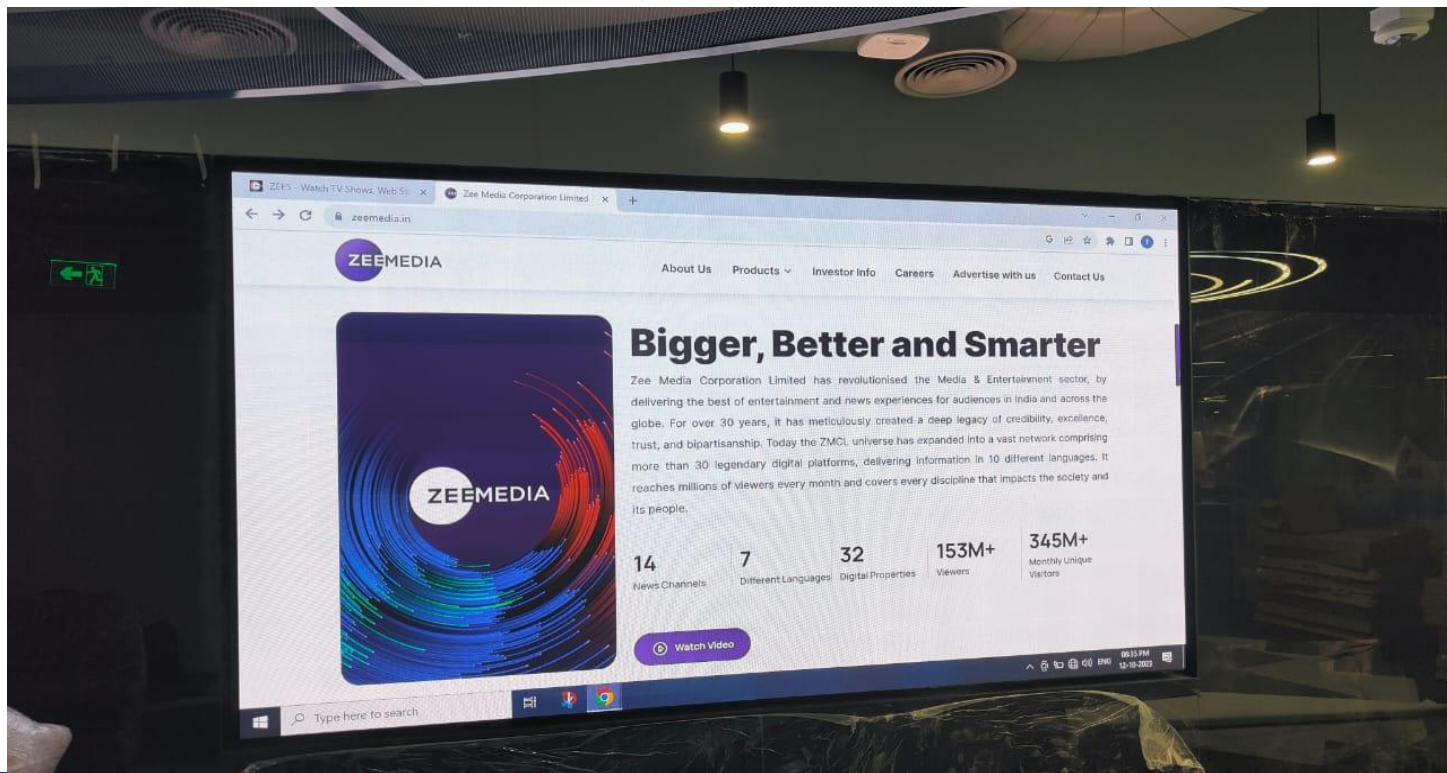 ZEE5 - Watch TV Shows, Web Se
Zee Media Corporation Limited
zeemedia.in
ZEEMEDIA
About Us Products Investor Info Careers Advertise with us Contact Us
ZEEMEDIA
Bigger, Better and Smarter
Zee Media Corporation Limited has revolutionised the Media & Entertainment sector, by
delivering the best of entertainment and news experiences for audiences in India and across the
globe. For over 30 years, it has meticulously created a deep legacy of credibility, excellence,
trust, and bipartisanship. Today the ZMCL universe has expanded into a vast network comprising
more than 30 legendary digital platforms, delivering information in 10 different languages. It
reaches millions of viewers every month and covers every discipline that impacts the society and
its people.
14
News Channels
7
Different Languages
32
Digital Properties
153M+
Viewers
345M+
Monthly Unique
Visitors
Watch Video
Type here to search
ENG
06:35 PM
12-10-2023